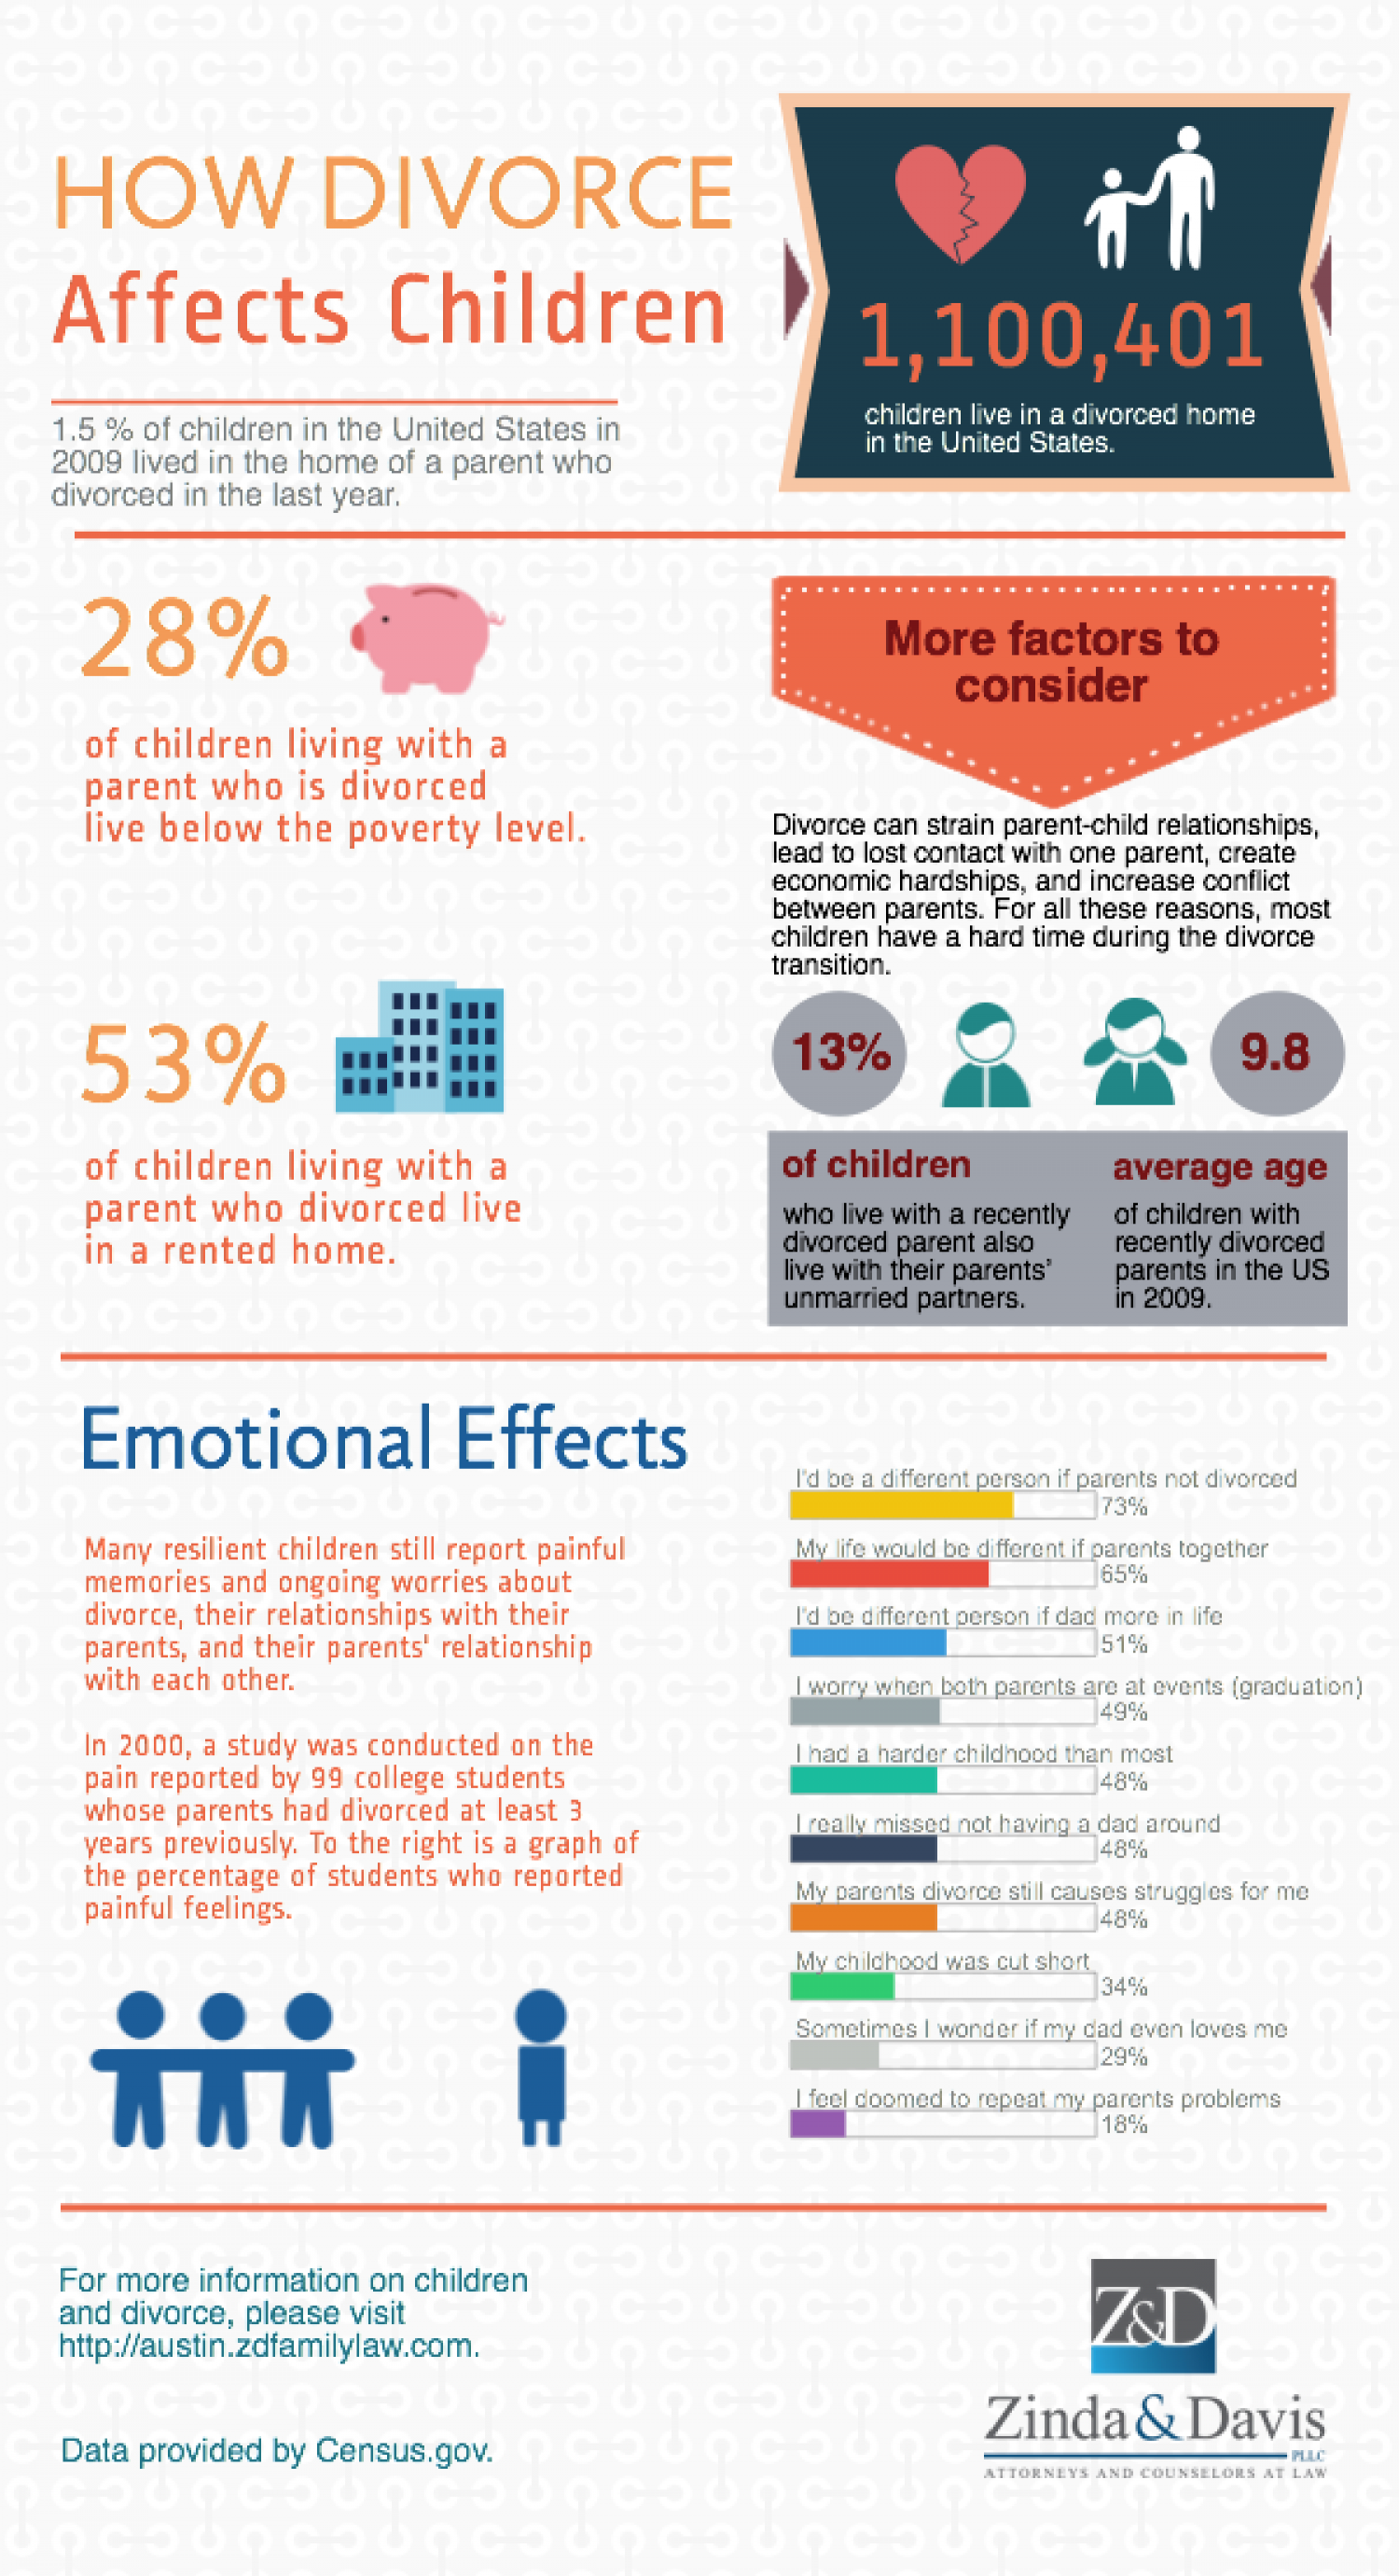 HOW DIVORCE
Affects Children
1.5 % of children in the United States in
2009 lived in the home of a parent who
divorced in the last year.
1,100,401
children live in a divorced home
in the United States.
28%
of children living with a
parent who is divorced
live below the poverty level.
53%
of children living with a
parent who divorced live
in a rented home.
More factors to
consider
Divorce can strain parent-child relationships,
lead to lost contact with one parent, create
economic hardships, and increase conflict
between parents. For all these reasons, most
children have a hard time during the divorce
transition.
13%
of children
who live with a recently
divorced parent also
live with their parents'
unmarried partners.
9.8
average age
of children with
recently divorced
parents in the US
in 2009.
Emotional Effects
Many resilient children still report painful
memories and ongoing worries about
divorce, their relationships with their
parents, and their parents' relationship
with each other.
In 2000, a study was conducted on the
pain reported by 99 college students
whose parents had divorced at least 3
years previously. To the right is a graph of
the percentage of students who reported
painful feelings.
I'd be a different person if parents not divorced
73%
My life would be different if parents together
65%
I'd be different person if dad more in life
51%
I worry when both parents are at events (graduation)
49%
I had a harder childhood than most
48%
I really missed not having a dad around
48%
My parents divorce still causes struggles for me
48%
My childhood was cut short
34%
Sometimes I wonder if my dad even loves me
29%
I feel doomed to repeat my parents problems
18%
For more information on children
and divorce, please visit
http://austin.zdfamilylaw.com.
Data provided by Census.gov.
Z&D
Zinda & Davis
PLLC
ATTORNEYS AND COUNSELORS AT LAW